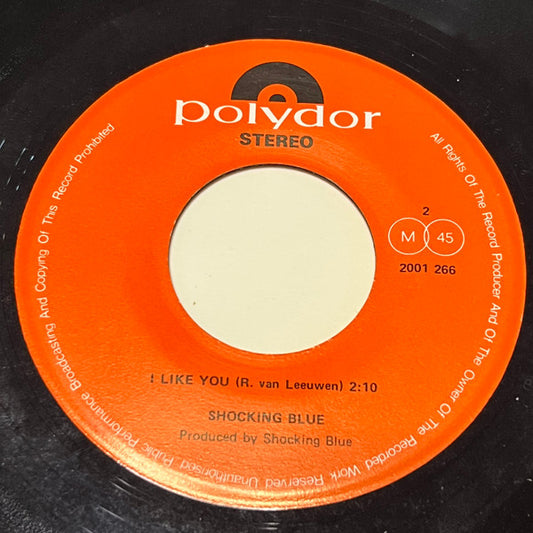 polydor
STEREO
2
M 45
2001 266
I LIKE YOU (R. van Leeuwen) 2:10
SHOCKING BLUE
Produced by Shocking Blue
All Rights Of The Record Producer And Of The Owner Of The Recorded Work Reserved Unauthorised Public Performance Broadcasting And Copying Of This Record Prohibited